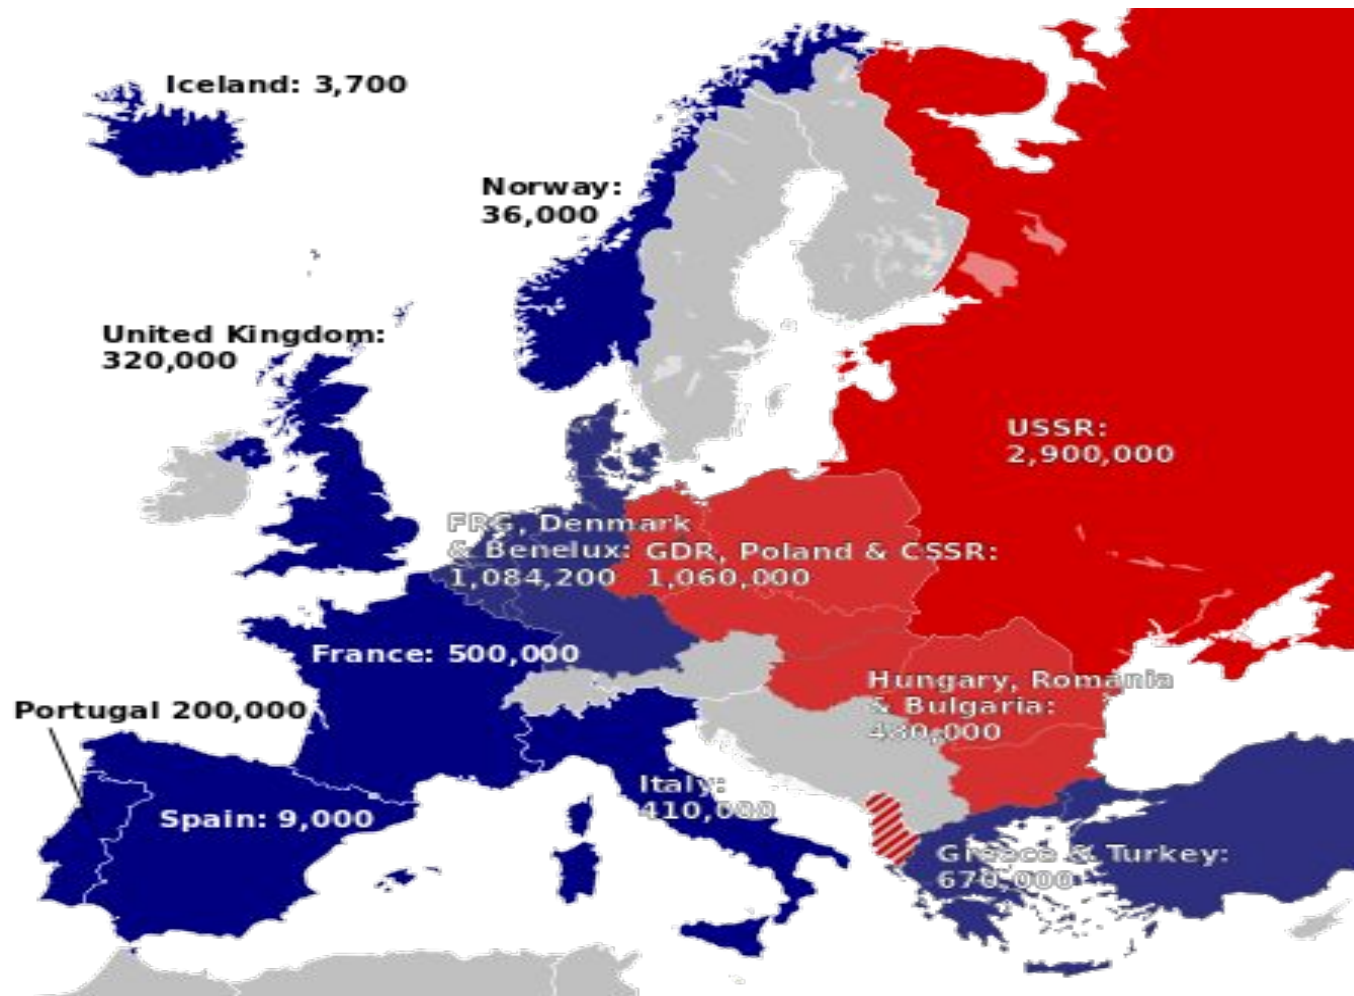 Iceland: 3,700
Norway:
36,000
United Kingdom:
320,000
USSR:
2,900,000
FRG, Denmark
& Benelux:
1,084,200
GDR, Poland & CSSR:
1,060,000
France: 500,000
Hungary, Romania
& Bulgaria:
430,000
Portugal 200,000
Italy:
410,000
Spain: 9,000
Greece & Turkey:
670,000